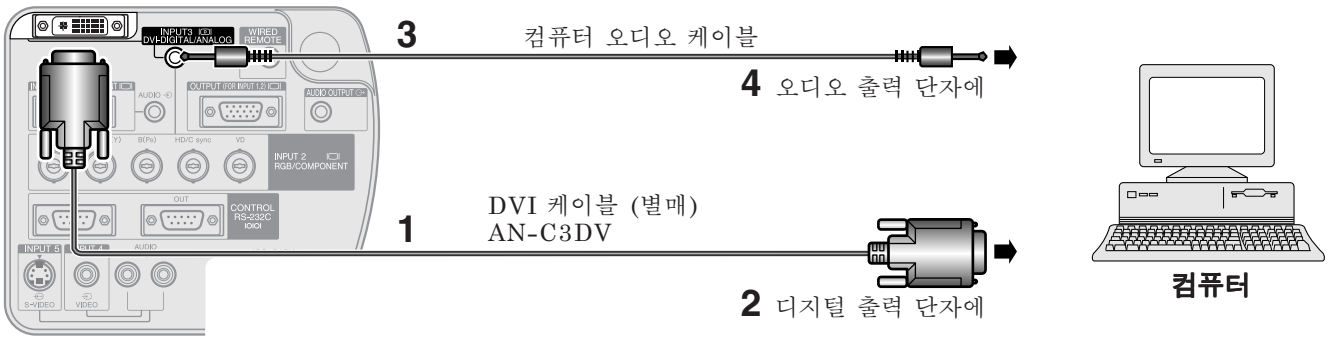 INPUT3
DVI-DIGITAL/ANALOG
WIRED
REMOTE
3 컴퓨터 오디오 케이블
4 오디오 출력 단자에
AUDIO
OUTPUT (FOR INPUT 1,2)
AUDIO OUTPUT
B(PB) HD/C sync VD
INPUT 2
RGB/COMPONENT
OUT
CONTROL
RS-232C
1 DVI 케이블 (별매)
AN-C3DV
INPUT 5 INPUT 4 AUDIO
S-VIDEO VIDEO
2 디지털 출력 단자에
컴퓨터